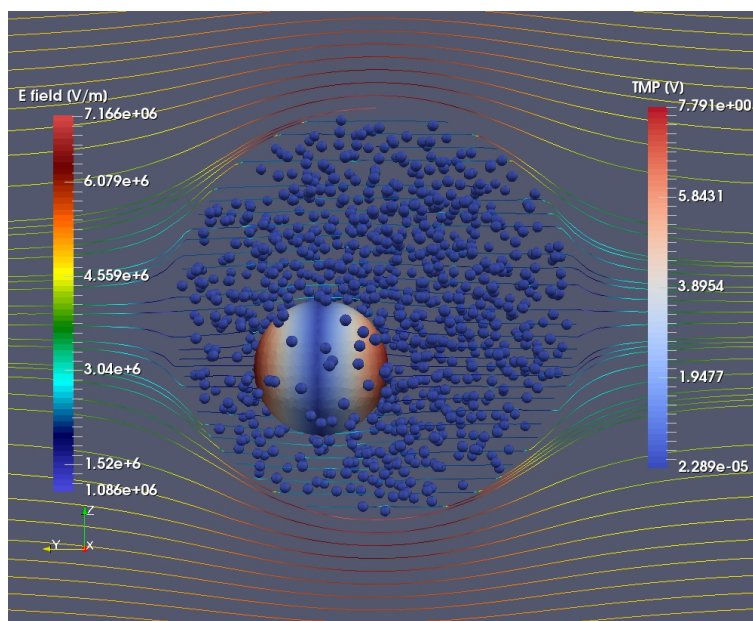 E field (V/m)
7.166e+06
6.079e+6
4.559e+6
3.04e+6
1.52e+6
1.086e+06
TMP (V)
7.791e+00
5.8431
3.8954
1.9477
2.289e-05
Z
Y
X